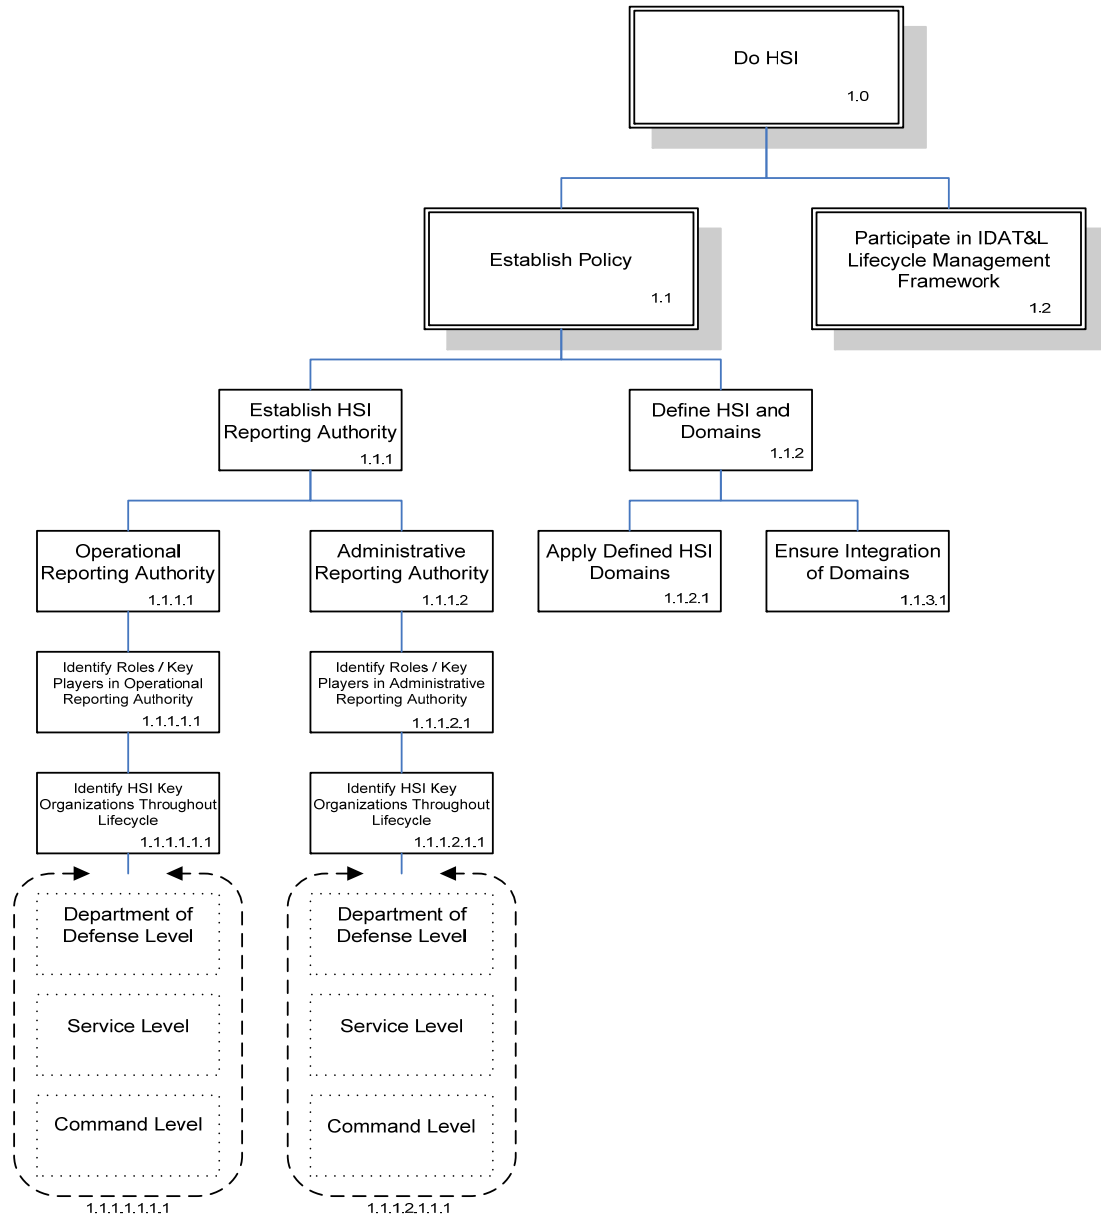 Do HSI
1.0
Establish Policy
1.1
Participate in IDAT&L
Lifecycle Management
Framework
1.2
Establish HSI
Reporting Authority
1.1.1
Define HSI and
Domains
1.1.2
Operational
Reporting Authority
1.1.1.1
Administrative
Reporting Authority
1.1.1.2
Apply Defined HSI
Domains
1.1.2.1
Ensure Integration
of Domains
1.1.3.1
Identify Roles / Key
Players in Operational
Reporting Authority
1.1.1.1.1
Identify Roles / Key
Players in Administrative
Reporting Authority
1.1.1.2.1
Identify HSI Key
Organizations Throughout
Lifecycle
1.1.1.1.1.1
Identify HSI Key
Organizations Throughout
Lifecycle
1.1.1.2.1.1
Department of
Defense Level
Service Level
Command Level
1.1.1.1.1.1.1
Department of
Defense Level
Service Level
Command Level
1.1.1.2.1.1.1